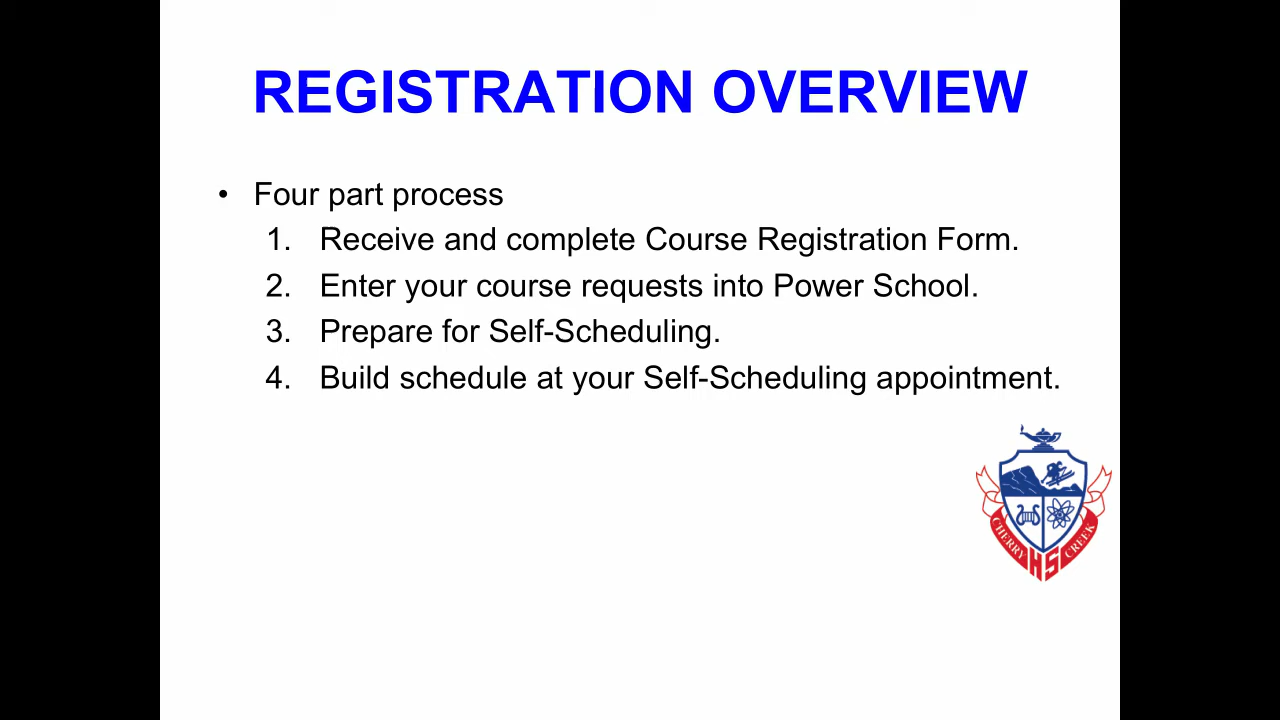 REGISTRATION OVERVIEW
• Four part process
1. Receive and complete Course Registration Form.
2. Enter your course requests into Power School.
3. Prepare for Self-Scheduling.
4. Build schedule at your Self-Scheduling appointment.
CHERRY HS CREEK